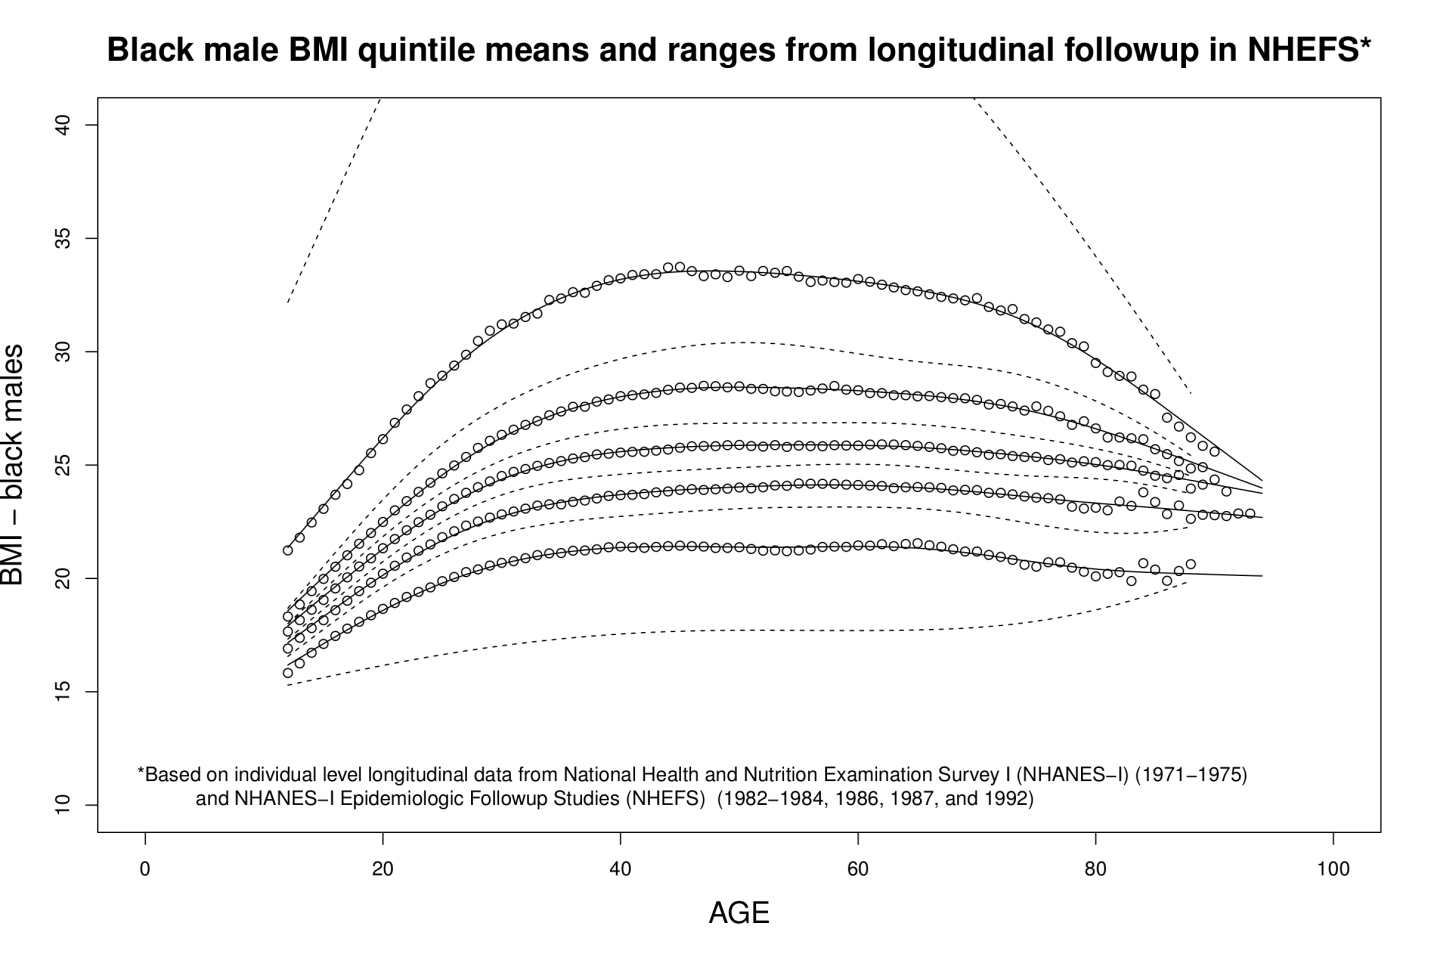 Black male BMI quintile means and ranges from longitudinal followup in NHEFS*
40
35
30
25
20
15
10
BMI – black males
*Based on individual level longitudinal data from National Health and Nutrition Examination Survey I (NHANES−I) (1971−1975)
and NHANES−I Epidemiologic Followup Studies (NHEFS)  (1982−1984, 1986, 1987, and 1992)
0 20 40 60 80 100
AGE